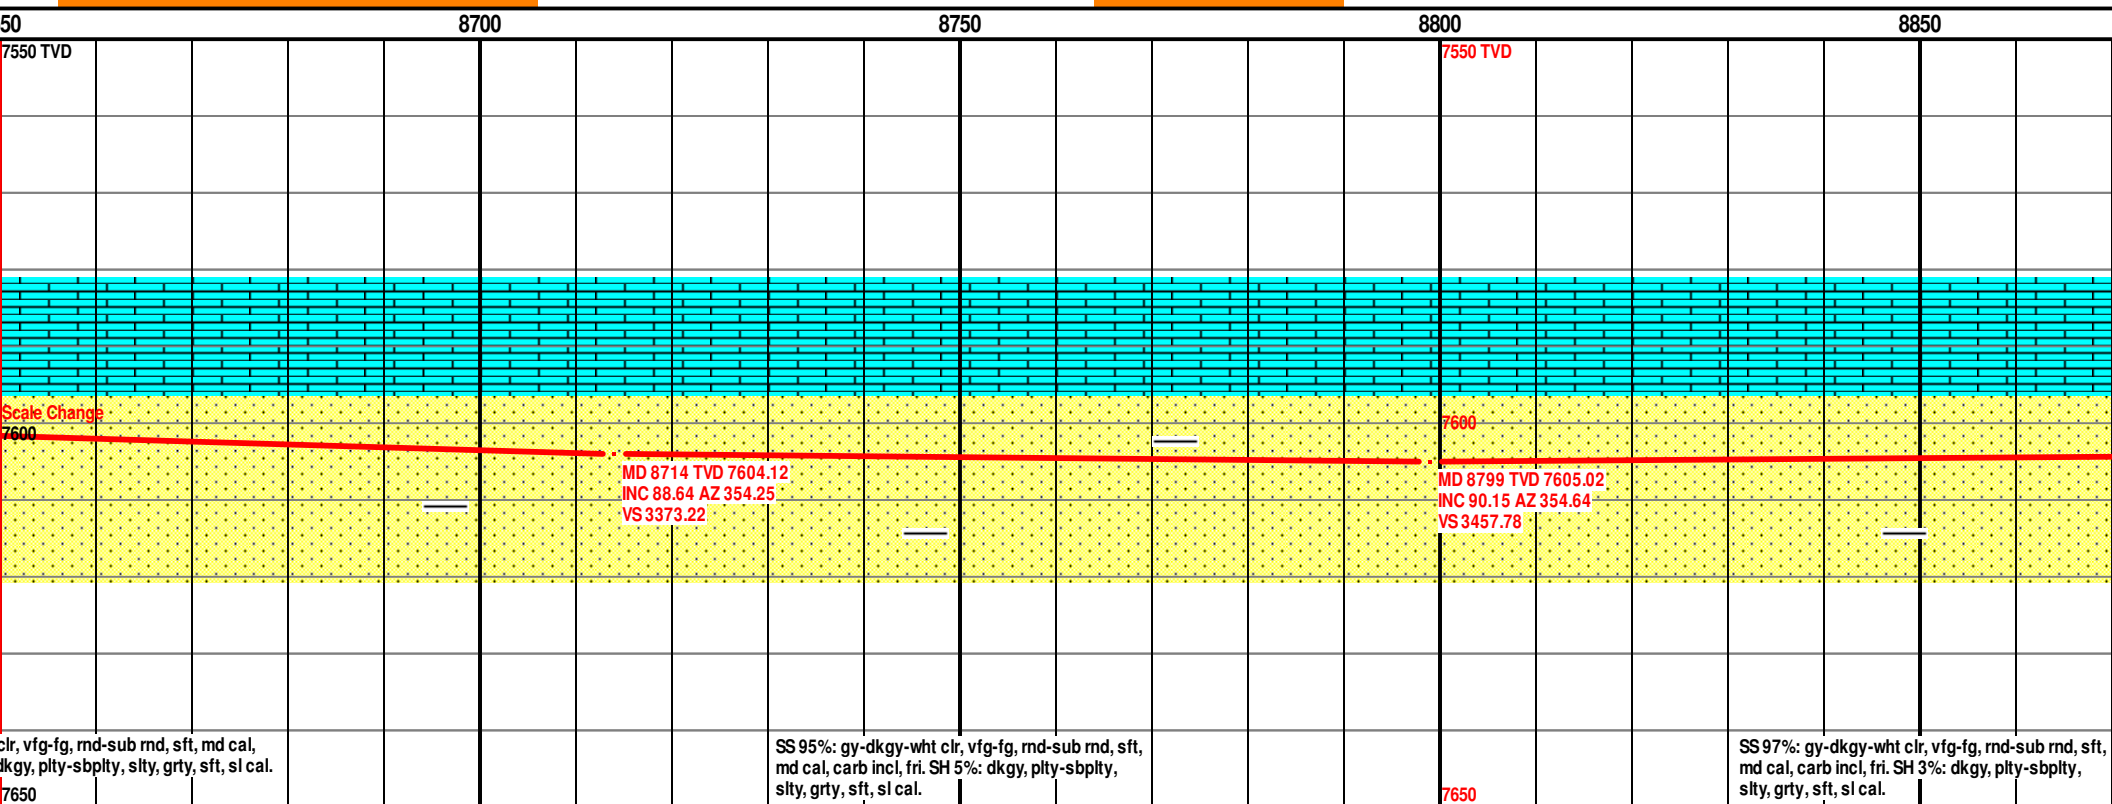 50 8700 8750 8800 8850
7550 TVD 7550 TVD
Scale Change
7600 7600
MD 8714 TVD 7604.12
INC 88.64 AZ 354.25
VS 3373.22
MD 8799 TVD 7605.02
INC 90.15 AZ 354.64
VS 3457.78
clr, vfg-fg, rnd-sub rnd, sft, md cal,
dkgy, plty-sbplty, slty, grty, sft, sl cal.
SS 95%: gy-dkgy-wht clr, vfg-fg, rnd-sub rnd, sft,
md cal, carb incl, fri. SH 5%: dkgy, plty-sbplty,
slty, grty, sft, sl cal.
SS 97%: gy-dkgy-wht clr, vfg-fg, rnd-sub rnd, sft,
md cal, carb incl, fri. SH 3%: dkgy, plty-sbplty,
slty, grty, sft, sl cal.
7650 7650